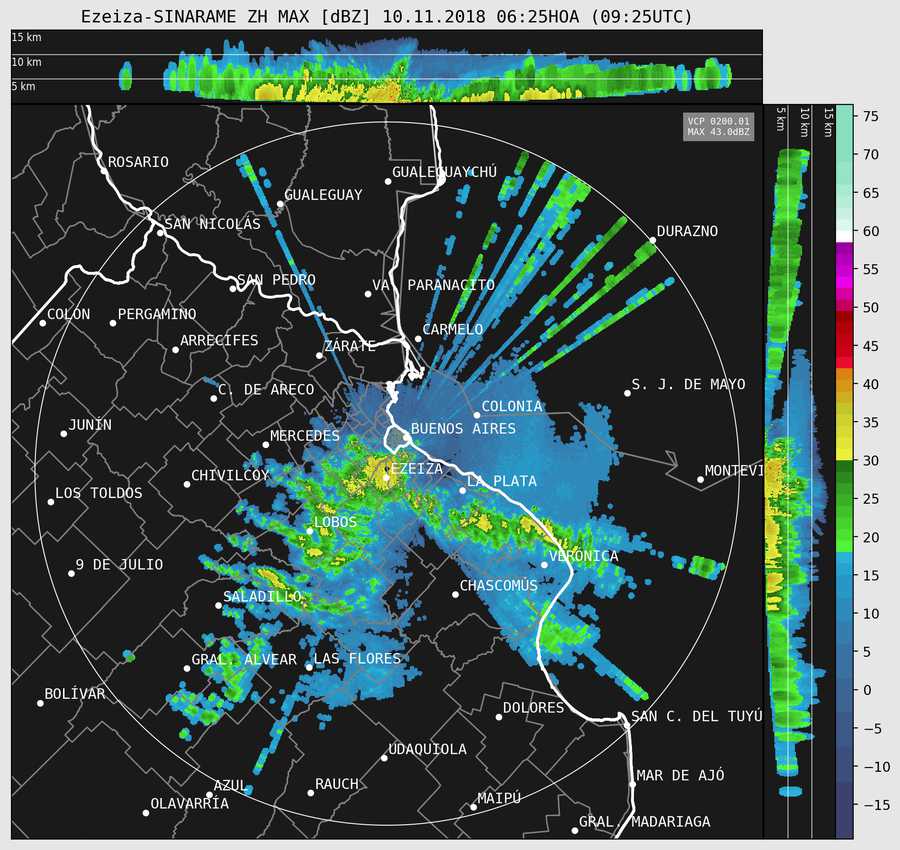 Ezeiza-SINARAME ZH MAX [dBZ] 10.11.2018 06:25HOA (09:25UTC)
15 km
10 km
5 km
5 km
10 km
15 km
VCP 0200.01
MAX 43.0dBZ
ROSARIO
GUALEGUAYCHÚ
GUALEGUAY
SAN NICOLÁS
DURAZNO
SAN PEDRO
VA. PARANACITO
COLÓN
PERGAMINO
CARMELO
ARRECIFES
ZÁRATE
C. DE ARECO
S. J. DE MAYO
COLONIA
JUNÍN
MERCEDES
BUENOS AIRES
CHIVILCOY
EZEIZA
MONTEVI
LOS TOLDOS
LA PLATA
LOBOS
9 DE JULIO
VERÓNICA
CHASCOMÚS
SALADILLO
GRAL. ALVEAR
LAS FLORES
BOLÍVAR
DOLORES
SAN C. DEL TUYÚ
UDAQUIOLA
MAR DE AJÓ
AZUL
RAUCH
OLAVARRÍA
MAIPÚ
GRAL. MADARIAGA
75
70
65
60
55
50
45
40
35
30
25
20
15
10
5
0
−5
−10
−15